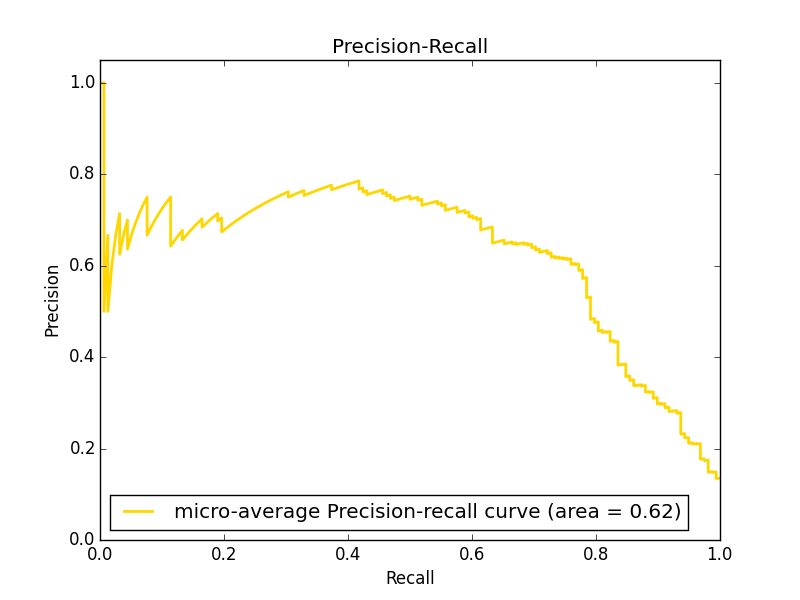 Precision-Recall
1.0
0.8
0.6
0.4
0.2
0.0
Precision
micro-average Precision-recall curve (area = 0.62)
0.0 0.2 0.4 0.6 0.8 1.0
Recall